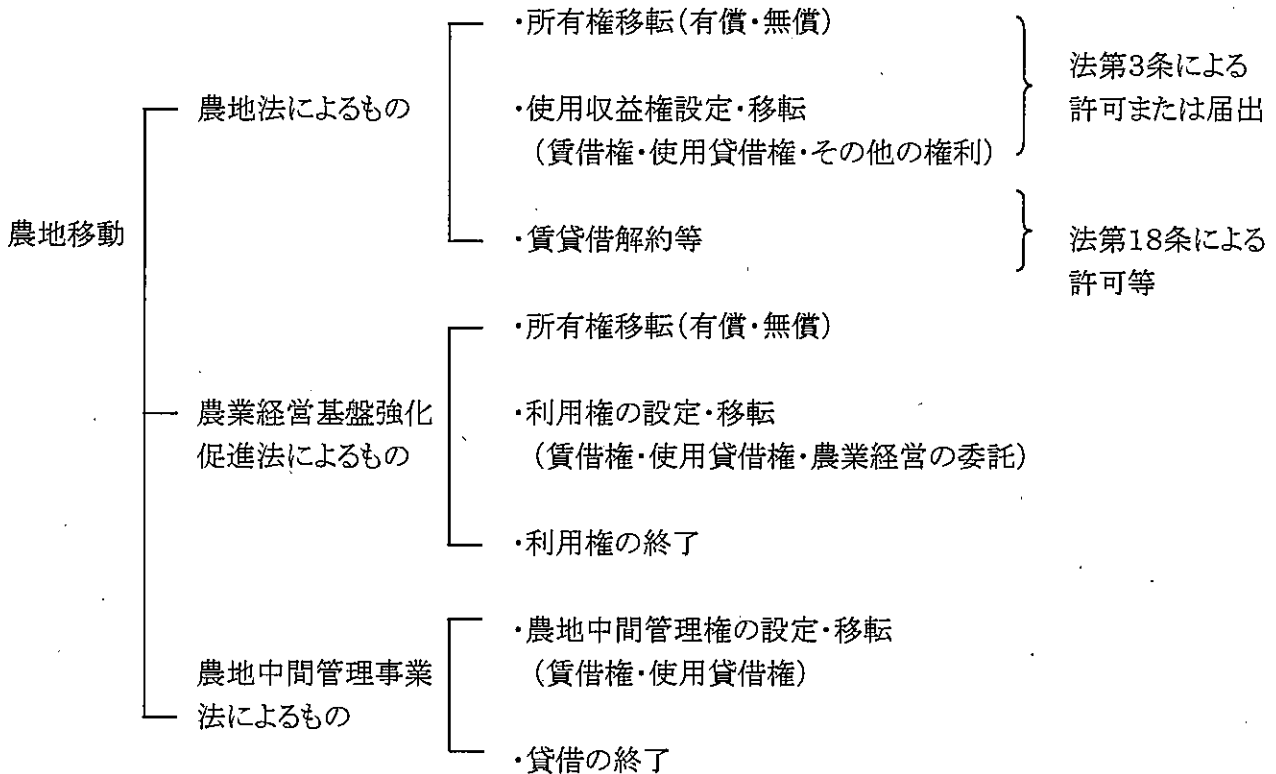 農地移動
農地法によるもの
・所有権移転(有償・無償)
・使用収益権設定・移転
(賃借権・使用貸借権・その他の権利)
法第3条による
許可または届出
・賃貸借解約等
法第18条による
許可等
農業経営基盤強化
促進法によるもの
・所有権移転(有償・無償)
・利用権の設定・移転
(賃借権・使用貸借権・農業経営の委託)
・利用権の終了
農地中間管理事業
法によるもの
・農地中間管理権の設定・移転
(賃借権・使用貸借権)
・貸借の終了